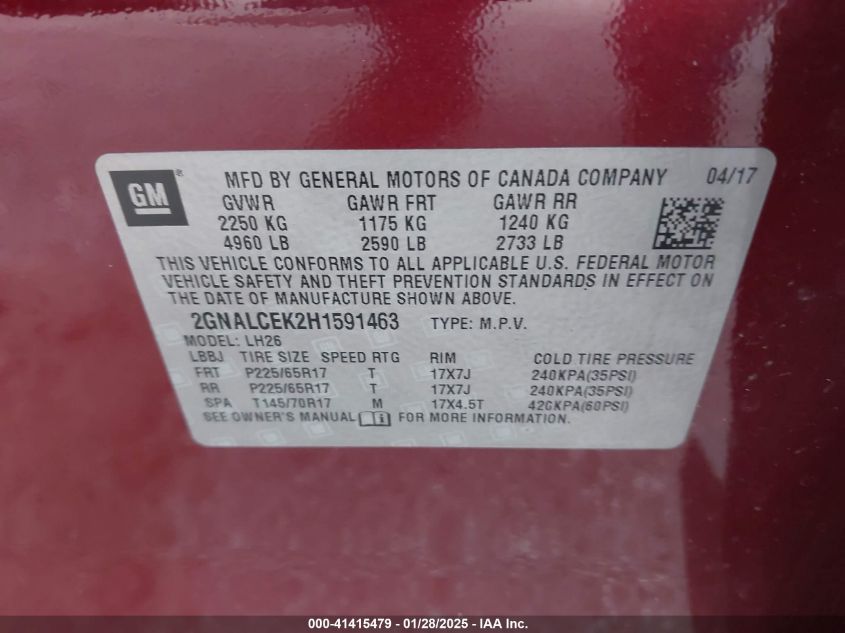 GM ®
MFD BY GENERAL MOTORS OF CANADA COMPANY 04/17
GVWR GAWR FRT GAWR RR
2250 KG 1175 KG 1240 KG
4960 LB 2590 LB 2733 LB
THIS VEHICLE CONFORMS TO ALL APPLICABLE U.S. FEDERAL MOTOR
VEHICLE SAFETY AND THEFT PREVENTION STANDARDS IN EFFECT ON
THE DATE OF MANUFACTURE SHOWN ABOVE.
2GNALCEK2H1591463 TYPE: M.P.V.
MODEL: LH26
LBBJ TIRE SIZE SPEED RTG RIM COLD TIRE PRESSURE
FRT P225/65R17 T 17X7J 240KPA(35PSI)
RR P225/65R17 T 17X7J 240KPA(35PSI)
SPA T145/70R17 M 17X4.5T 420KPA(60PSI)
SEE OWNER'S MANUAL FOR MORE INFORMATION.
000-41415479 - 01/28/2025 - IAA Inc.